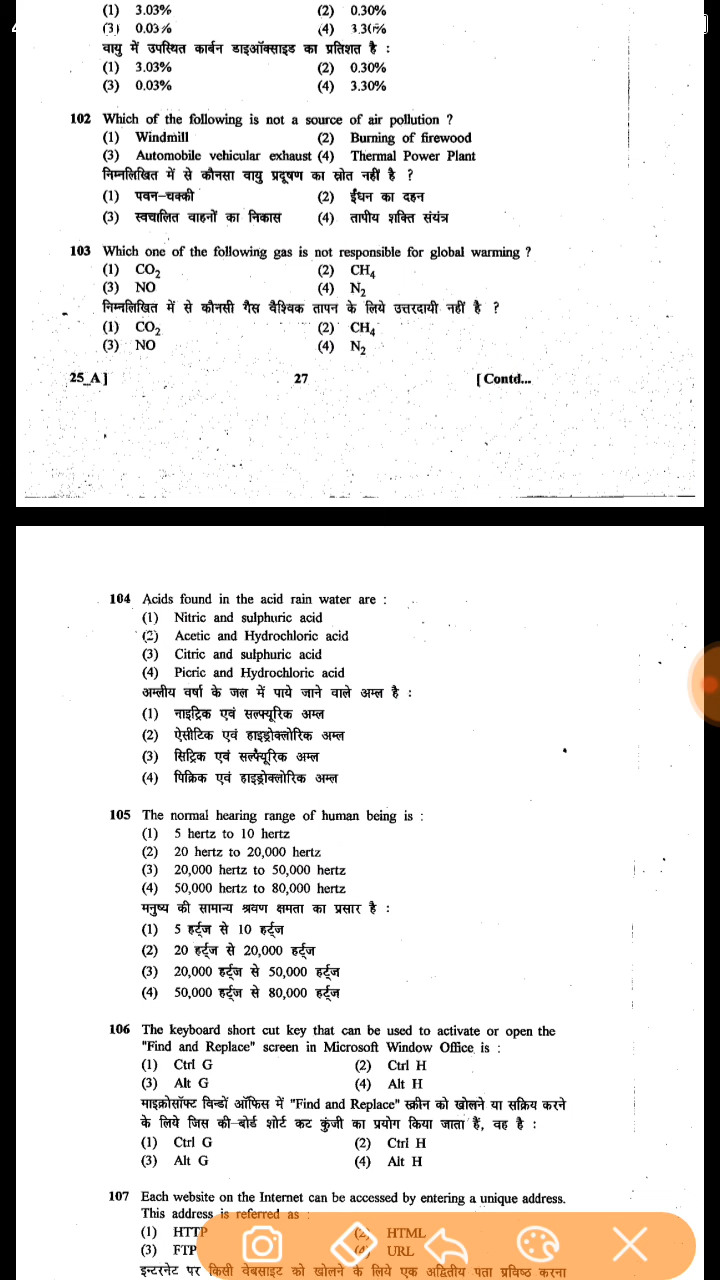 (1) 3.03% (2) 0.30%
(3) 0.03% (4) 3.30%
वायु में उपस्थित कार्बन डाइऑक्साइड का प्रतिशत है :
(1) 3.03% (2) 0.30%
(3) 0.03% (4) 3.30%
102 Which of the following is not a source of air pollution ?
(1) Windmill (2) Burning of firewood
(3) Automobile vehicular exhaust (4) Thermal Power Plant
निम्नलिखित में से कौनसा वायु प्रदूषण का स्रोत नहीं है ?
(1) पवन-चक्की (2) ईंधन का दहन
(3) स्वचालित वाहनों का निकास (4) तापीय शक्ति संयंत्र
103 Which one of the following gas is not responsible for global warming ?
(1) CO₂ (2) CH₄
(3) NO (4) N₂
निम्नलिखित में से कौनसी गैस वैश्विक तापन के लिये उत्तरदायी नहीं है ?
(1) CO₂ (2) CH₄
(3) NO (4) N₂
25_A] 27 [ Contd...
104 Acids found in the acid rain water are :
(1) Nitric and sulphuric acid
(2) Acetic and Hydrochloric acid
(3) Citric and sulphuric acid
(4) Picric and Hydrochloric acid
अम्लीय वर्षा के जल में पाये जाने वाले अम्ल है :
(1) नाइट्रिक एवं सल्फ्यूरिक अम्ल
(2) ऐसीटिक एवं हाइड्रोक्लोरिक अम्ल
(3) सिट्रिक एवं सल्फ्यूरिक अम्ल
(4) पिक्रिक एवं हाइड्रोक्लोरिक अम्ल
105 The normal hearing range of human being is :
(1) 5 hertz to 10 hertz
(2) 20 hertz to 20,000 hertz
(3) 20,000 hertz to 50,000 hertz
(4) 50,000 hertz to 80,000 hertz
मनुष्य की सामान्य श्रवण क्षमता का प्रसार है :
(1) 5 हर्ट्ज से 10 हर्ट्ज
(2) 20 हर्ट्ज से 20,000 हर्ट्ज
(3) 20,000 हर्ट्ज से 50,000 हर्ट्ज
(4) 50,000 हर्ट्ज से 80,000 हर्ट्ज
106 The keyboard short cut key that can be used to activate or open the
"Find and Replace" screen in Microsoft Window Office is :
(1) Ctrl G (2) Ctrl H
(3) Alt G (4) Alt H
माइक्रोसॉफ्ट विन्डों ऑफिस में "Find and Replace" स्क्रीन को खोलने या सक्रिय करने
के लिये जिस की-बोर्ड शोर्ट कट कुंजी का प्रयोग किया जाता हैं, वह है :
(1) Ctrl G (2) Ctrl H
(3) Alt G (4) Alt H
107 Each website on the Internet can be accessed by entering a unique address.
This address is referred as :
(1) HTTP (2) HTML
(3) FTP (4) URL
इन्टरनेट पर किसी वेबसाइट को खोलने के लिये एक अद्वितीय पता प्रविष्ठ करना